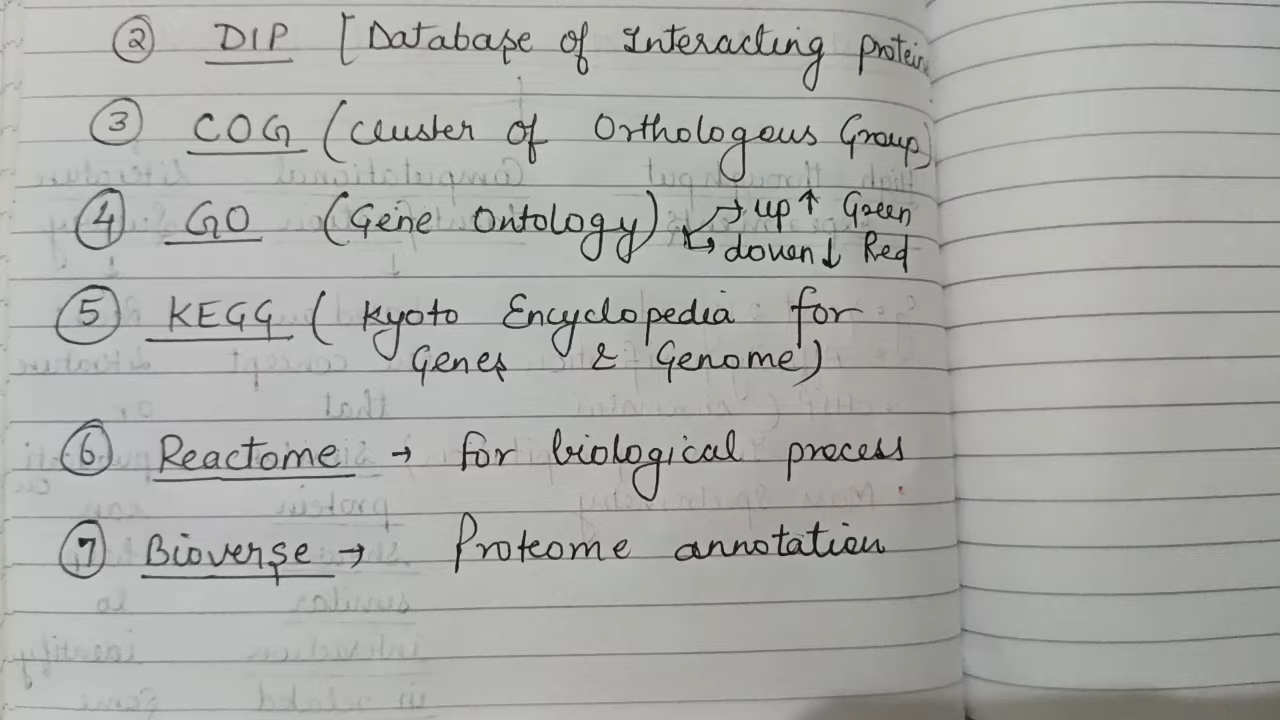 ② DIP [Database of Interacting protein
③ COG (Cluster of Orthologous Group)
④ GO (Gene Ontology) → up ↑ Green
↳ down ↓ Red
⑤ KEGG ( Kyoto Encyclopedia for
Genes & Genome)
⑥ Reactome → for biological process
⑦ Bioverse → Proteome annotation